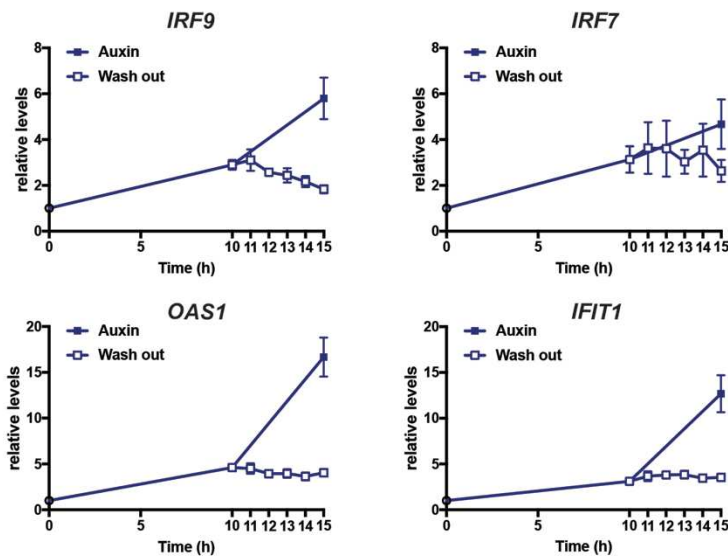 IRF9
relative levels
8
6
4
2
0
Auxin
Wash out
0 5 10 11 12 13 14 15
Time (h)
IRF7
relative levels
8
6
4
2
0
Auxin
Wash out
0 5 10 11 12 13 14 15
Time (h)
OAS1
relative levels
20
15
10
5
0
Auxin
Wash out
0 5 10 11 12 13 14 15
Time (h)
IFIT1
relative levels
20
15
10
5
0
Auxin
Wash out
0 5 10 11 12 13 14 15
Time (h)